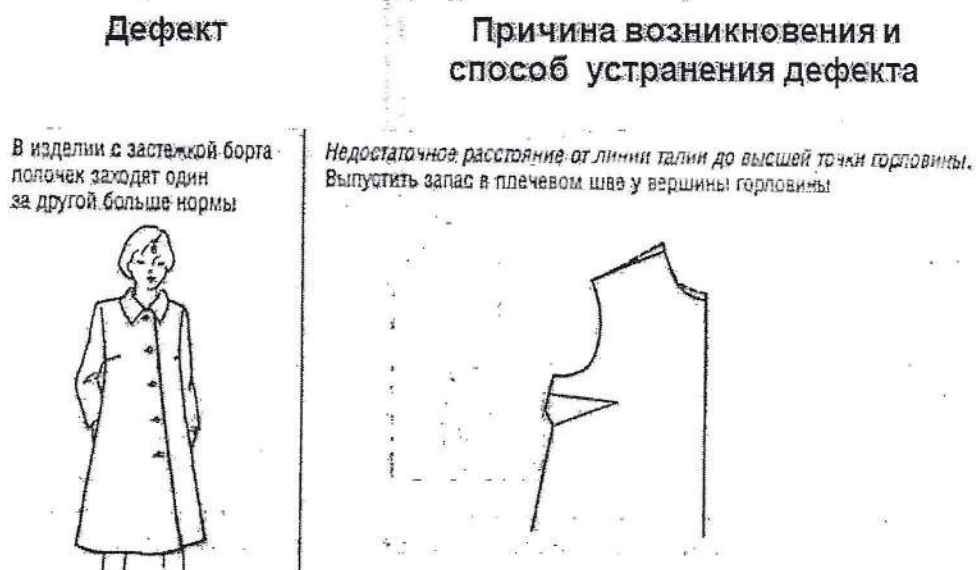 Дефект
Причина возникновения и
способ устранения дефекта
В изделии с застежкой борта
полочек заходят один
за другой больше нормы
Недостаточное расстояние от линии талии до высшей точки горловины.
Выпустить запас в плечевом шве у вершины горловины